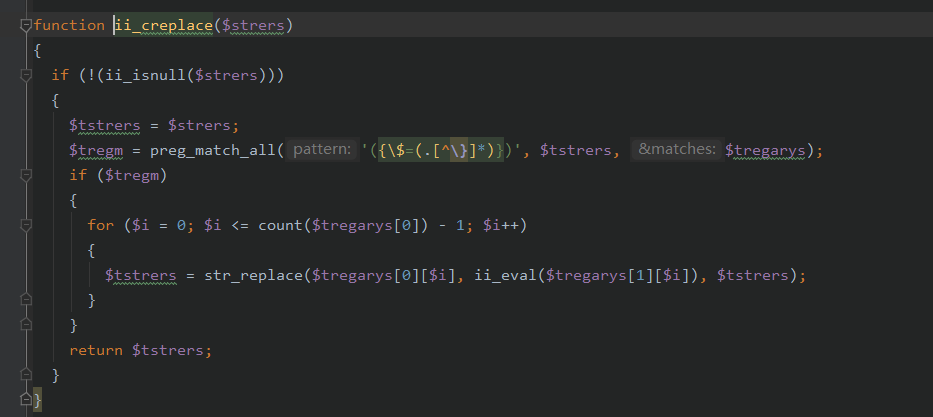 function ii_creplace($strers)
{
if (!(ii_isnull($strers)))
{
$tstrers = $strers;
$tregm = preg_match_all( pattern: '({\$=(.[^\}]*)})', $tstrers, &matches: $tregarys);
if ($tregm)
{
for ($i = 0; $i <= count($tregarys[0]) - 1; $i++)
{
$tstrers = str_replace($tregarys[0][$i], ii_eval($tregarys[1][$i]), $tstrers);
}
}
return $tstrers;
}
}